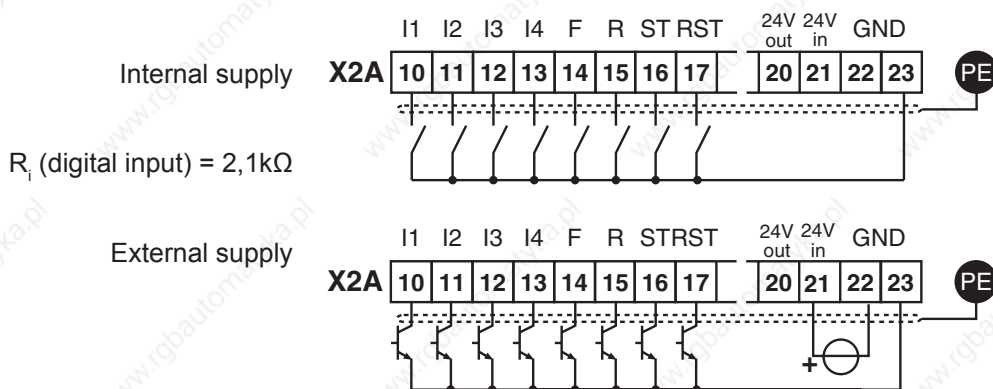 I1 I2 I3 I4 F R ST RST 24V out 24V in GND
Internal supply X2A 10 11 12 13 14 15 16 17 20 21 22 23 PE
Ri (digital input) = 2,1kΩ
I1 I2 I3 I4 F R STRST 24V out 24V in GND
External supply
X2A 10 11 12 13 14 15 16 17 20 21 22 23 PE
+
www.rgbautomatyka.pl